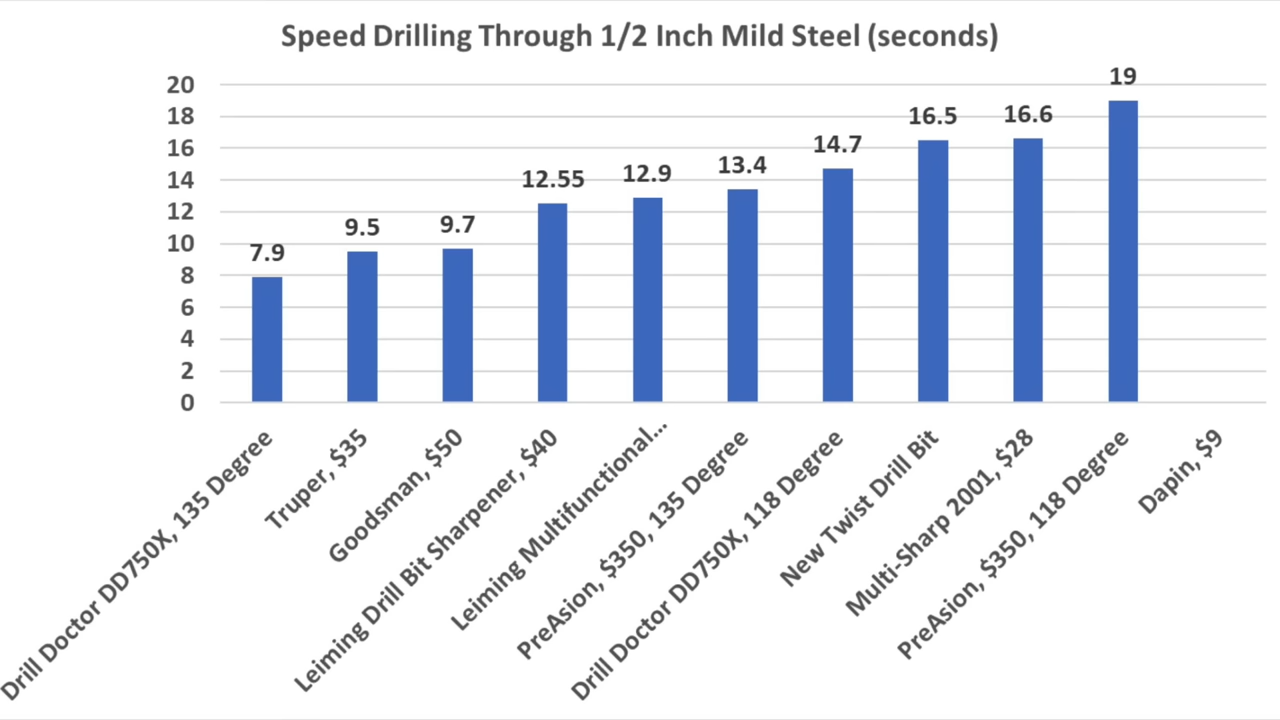 Speed Drilling Through 1/2 Inch Mild Steel (seconds)
20
18
16
14
12
10
8
6
4
2
0
7.9
9.5
9.7
12.55
12.9
13.4
14.7
16.5
16.6
19
Drill Doctor DD750X, 135 Degree
Truper, $35
Goodsman, $50
Leiming Drill Bit Sharpener, $40
Leiming Multifunctional...
PreAsion, $350, 135 Degree
Drill Doctor DD750X, 118 Degree
New Twist Drill Bit
Multi-Sharp 2001, $28
PreAsion, $350, 118 Degree
Dapin, $9